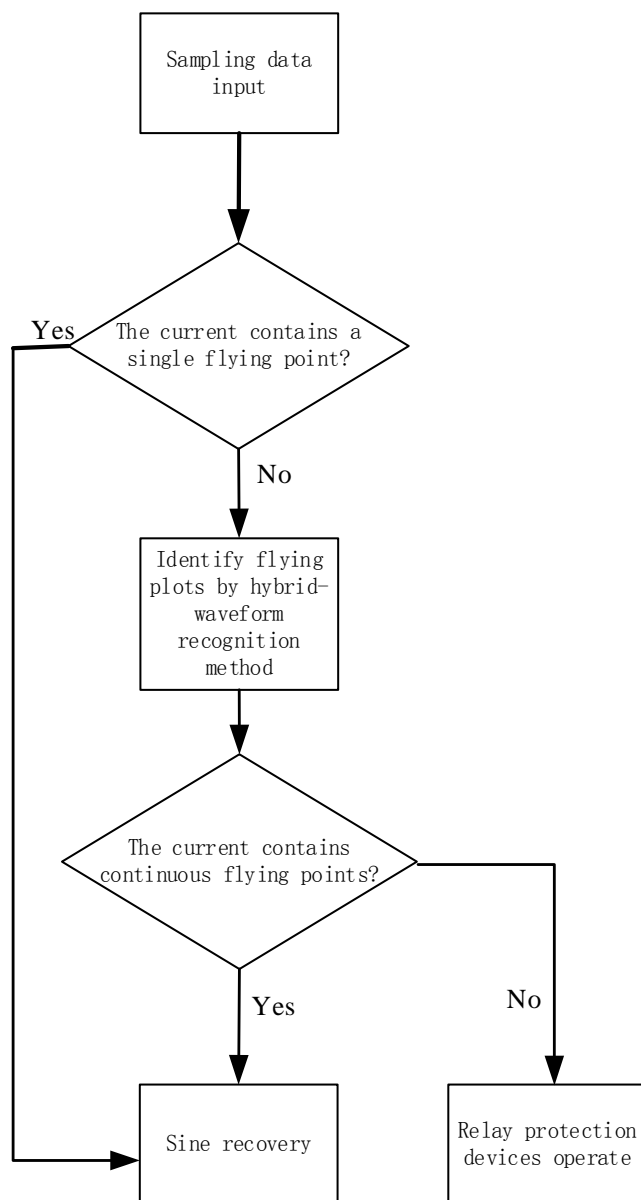 Sampling data
input
Yes
The current contains a
single flying point?
No
Identify flying
plots by hybrid-
waveform
recognition
method
The current contains
continuous flying points?
Yes
No
Sine recovery
Relay protection
devices operate